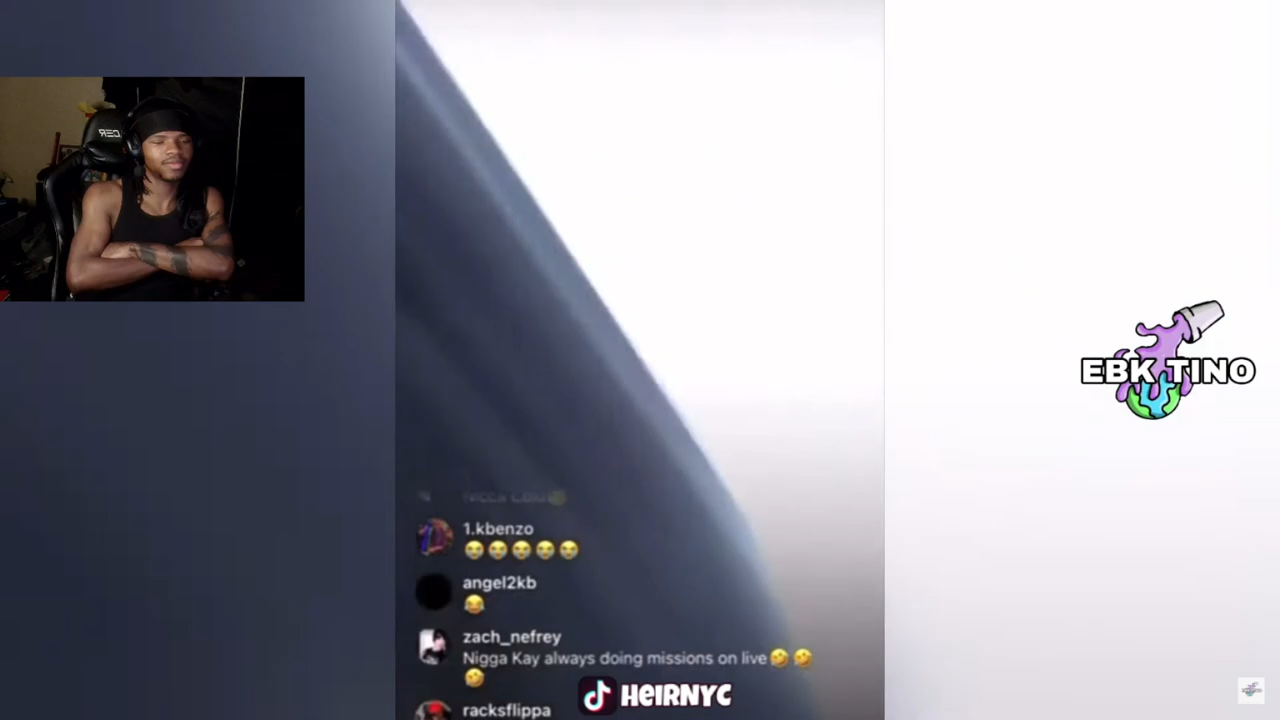 EBK TINO
1.kbenzo
😭😭😭😭😭
angel2kb
😂
zach_nefrey
Nigga Kay always doing missions on live🤣🤣
🤣
racksflippa
HEIRNYC